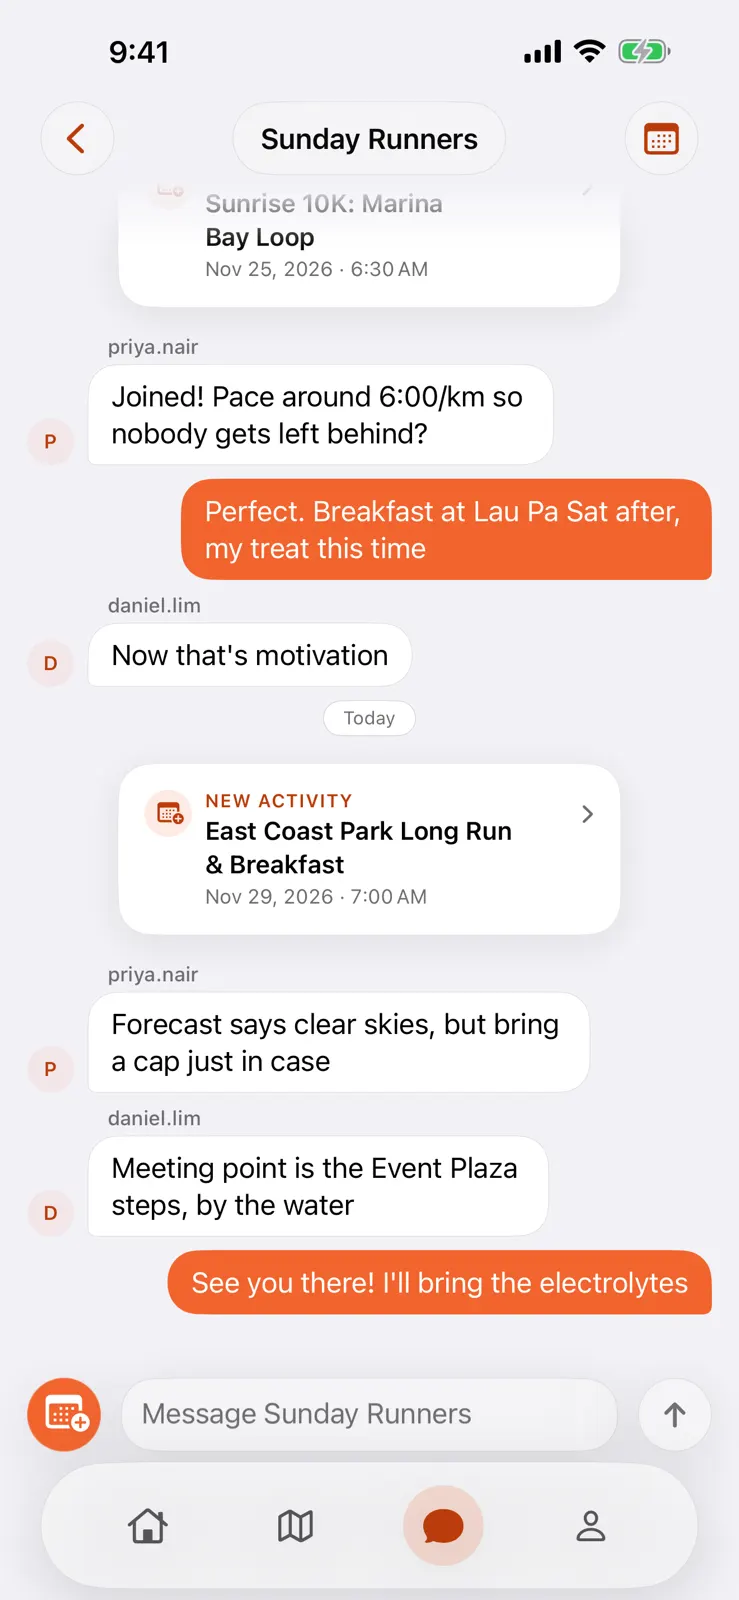 9:41
Sunday Runners
Sunrise 10K: Marina
Bay Loop
Nov 25, 2026 · 6:30 AM
priya.nair
Joined! Pace around 6:00/km so
nobody gets left behind?
P
Perfect. Breakfast at Lau Pa Sat after,
my treat this time
daniel.lim
Now that's motivation
D
Today
NEW ACTIVITY
East Coast Park Long Run
& Breakfast
Nov 29, 2026 · 7:00 AM
priya.nair
Forecast says clear skies, but bring
a cap just in case
P
daniel.lim
Meeting point is the Event Plaza
steps, by the water
D
See you there! I'll bring the electrolytes
Message Sunday Runners